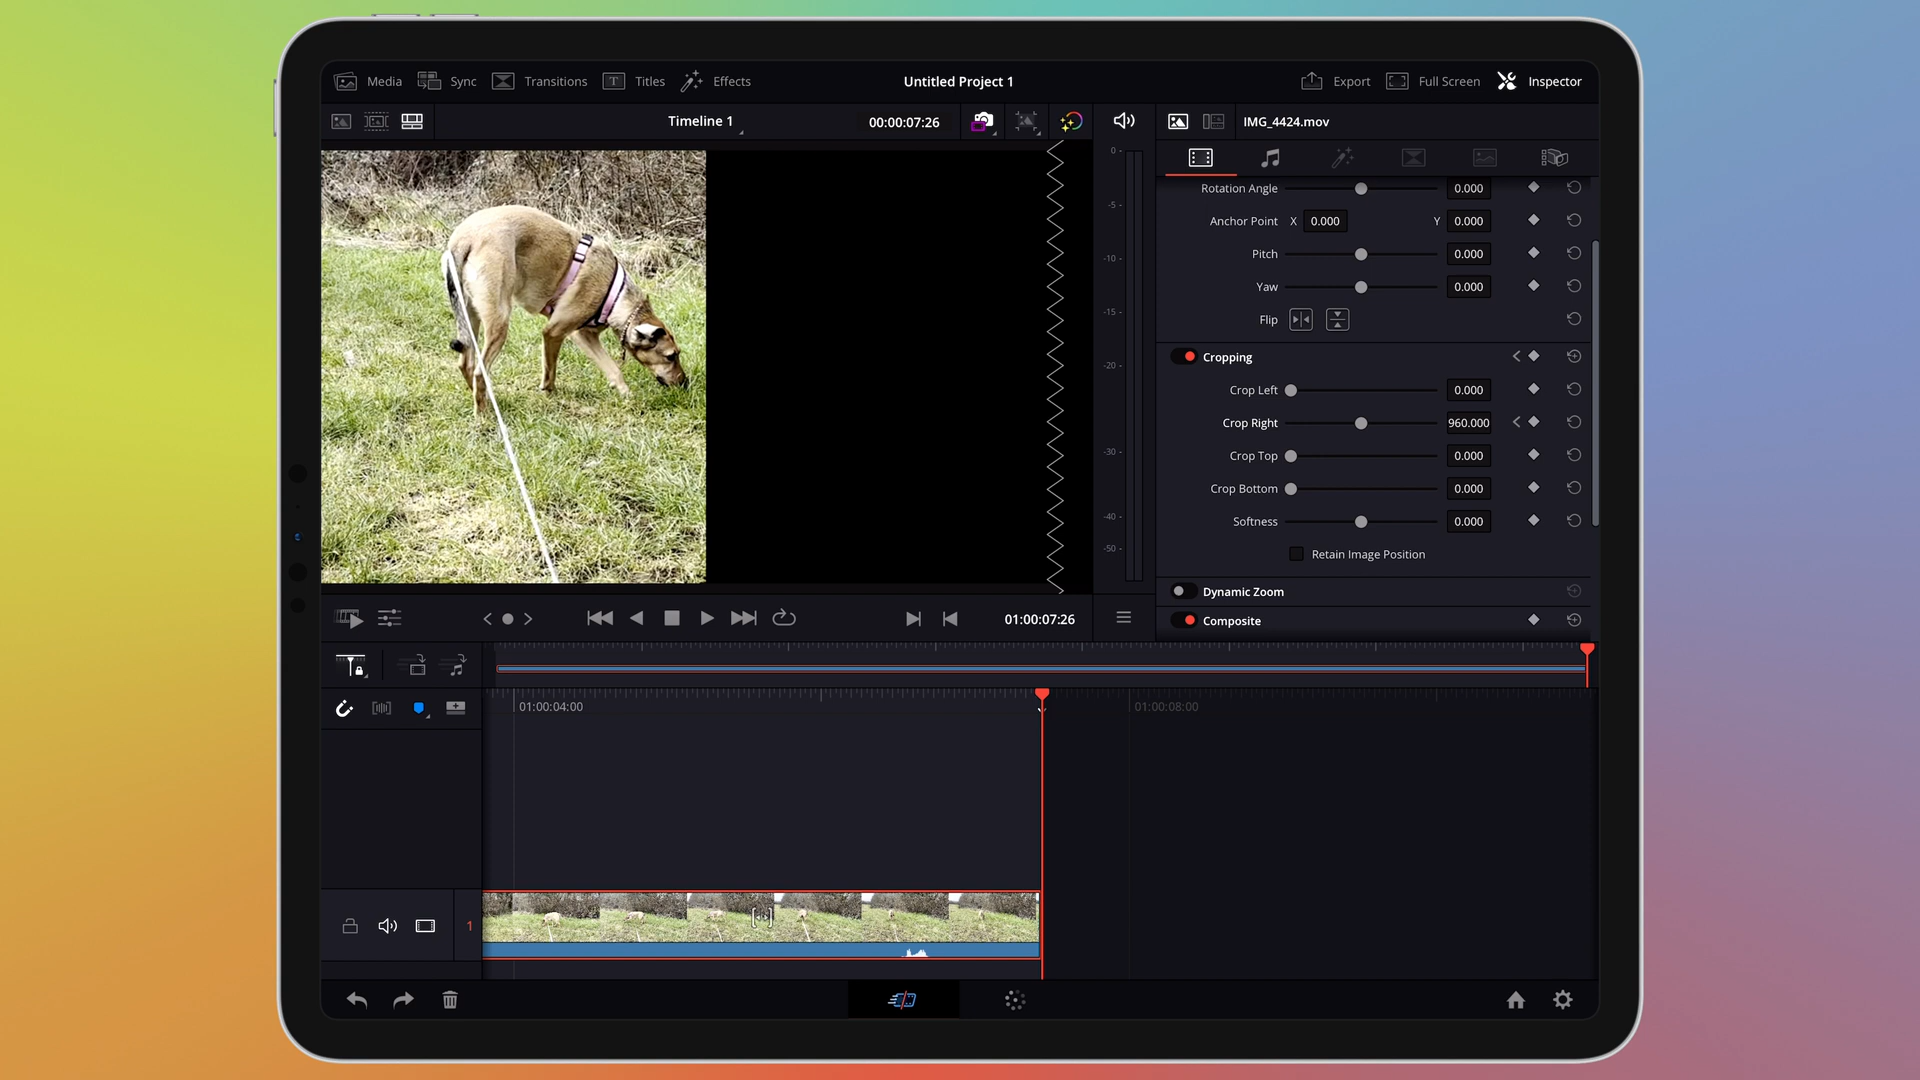 Media Sync Transitions Titles Effects Untitled Project 1 Export Full Screen Inspector
Timeline 1 00:00:07:26 IMG_4424.mov
0 -
-5 -
-10 -
-15 -
-20 -
-30 -
-40 -
-50 -
Rotation Angle 0.000
Anchor Point X 0.000 Y 0.000
Pitch 0.000
Yaw 0.000
Flip
Cropping
Crop Left 0.000
Crop Right 960.000
Crop Top 0.000
Crop Bottom 0.000
Softness 0.000
Retain Image Position
Dynamic Zoom
Composite
01:00:07:26
01:00:04:00 01:00:08:00
1